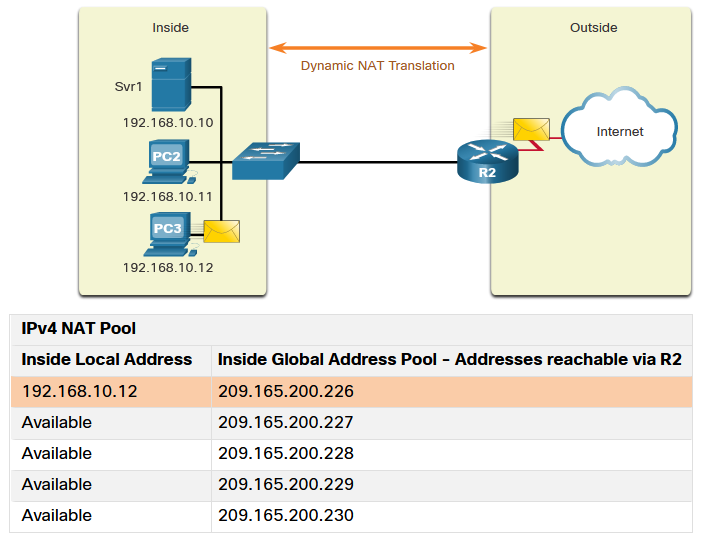 Inside
Outside
Dynamic NAT Translation
Svr1
192.168.10.10
Internet
PC2
R2
192.168.10.11
PC3
192.168.10.12
IPv4 NAT Pool
Inside Local Address Inside Global Address Pool – Addresses reachable via R2
192.168.10.12 209.165.200.226
Available 209.165.200.227
Available 209.165.200.228
Available 209.165.200.229
Available 209.165.200.230